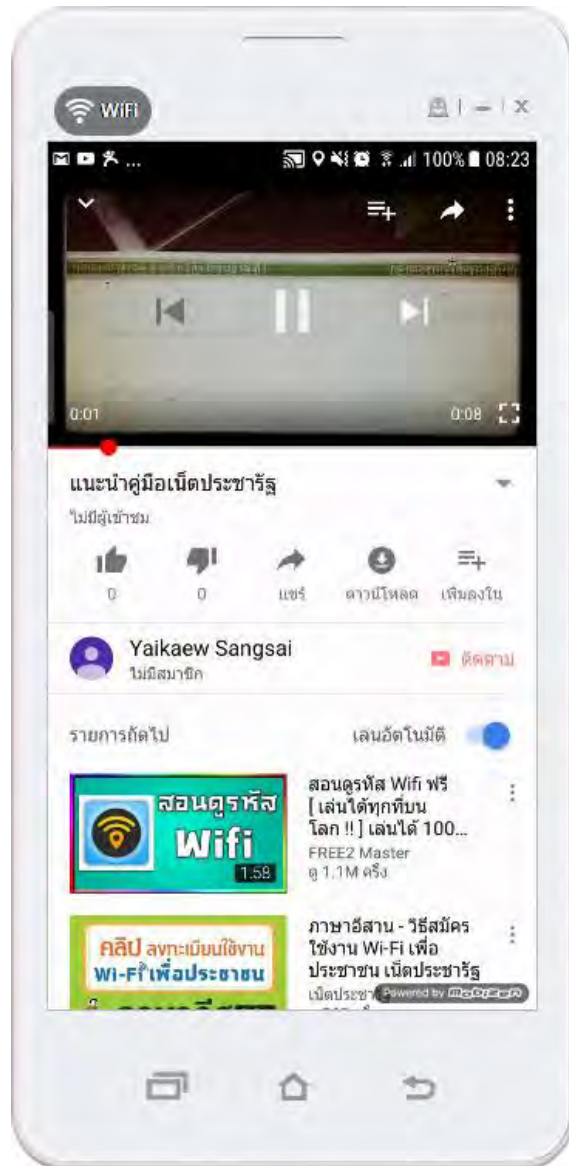 WiFi
... 100% 08:23
0:01 0:08
แนะนำคู่มือเน็ตประชารัฐ
ไม่มีผู้เข้าชม
0 0 แชร์ ดาวน์โหลด เพิ่มลงใน
Yaikaew Sangsai
ไม่มีสมาชิก
ติดตาม
รายการถัดไป เล่นอัตโนมัติ
สอนดูรหัส
Wifi
1:58
สอนดูรหัส Wifi ฟรี
[ เล่นได้ทุกที่บน
โลก !! ] เล่นได้ 100...
FREE2 Master
ดู 1.1M ครั้ง
คลิป ลงทะเบียนใช้งาน
Wi-Fi เพื่อประชาชน
ภาษาอีสาน - วิธีสมัคร
ใช้งาน Wi-Fi เพื่อ
ประชาชน เน็ตประชารัฐ
Powered by Mobizen